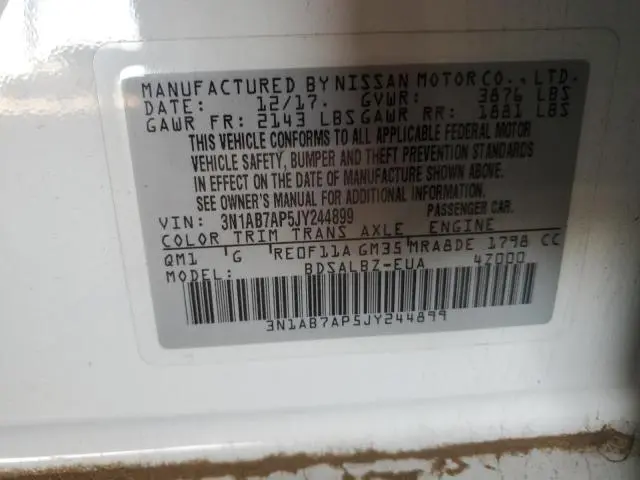 MANUFACTURED BY NISSAN MOTOR CO., LTD.
DATE: 12/17. GVWR: 3876 LBS
GAWR FR: 2143 LBS GAWR RR: 1881 LBS
THIS VEHICLE CONFORMS TO ALL APPLICABLE FEDERAL MOTOR
VEHICLE SAFETY, BUMPER AND THEFT PREVENTION STANDARDS
IN EFFECT ON THE DATE OF MANUFACTURE SHOWN ABOVE.
SEE OWNER'S MANUAL FOR ADDITIONAL INFORMATION.
VIN: 3N1AB7AP5JY244899 PASSENGER CAR.
COLOR TRIM TRANS AXLE ENGINE
QM1 G RE0F11A GM35 MRA8DE 1798 CC
MODEL: BDSALBZ-EUA 4Z000
3N1AB7AP5JY244899